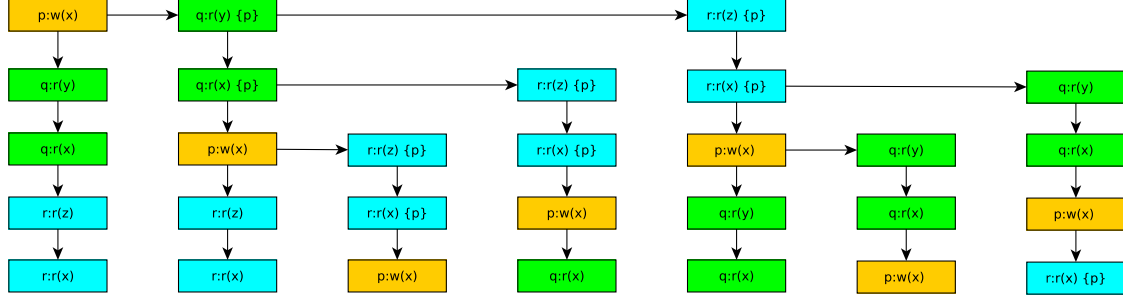 p:w(x) q:r(y) {p} r:r(z) {p}
q:r(y) q:r(x) {p} r:r(z) {p} r:r(x) {p} q:r(y)
q:r(x) p:w(x) r:r(z) {p} r:r(x) {p} p:w(x) q:r(y) q:r(x)
r:r(z) r:r(z) r:r(x) {p} p:w(x) q:r(y) q:r(x) p:w(x)
r:r(x) r:r(x) p:w(x) q:r(x) q:r(x) p:w(x) r:r(x) {p}